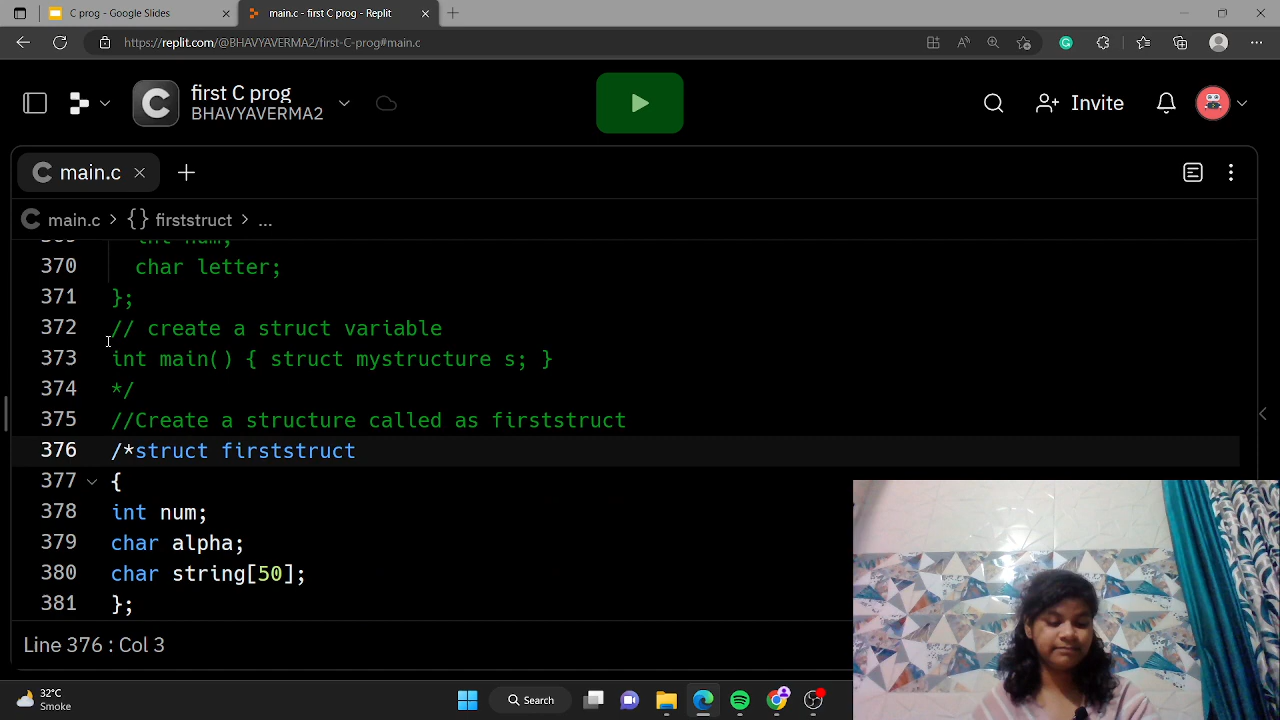 C prog - Google Slides
main.c - first C prog - Replit
https://replit.com/@BHAVYAVERMA2/first-C-prog#main.c
first C prog
BHAVYAVERMA2
Invite
main.c
main.c > {} firststruct > ...
369 int num;
370 char letter;
371 };
372 // create a struct variable
373 int main() { struct mystructure s; }
374 */
375 //Create a structure called as firststruct
376 /*struct firststruct
377 {
378 int num;
379 char alpha;
380 char string[50];
381 };
Line 376 : Col 3
32°C
Smoke
Search